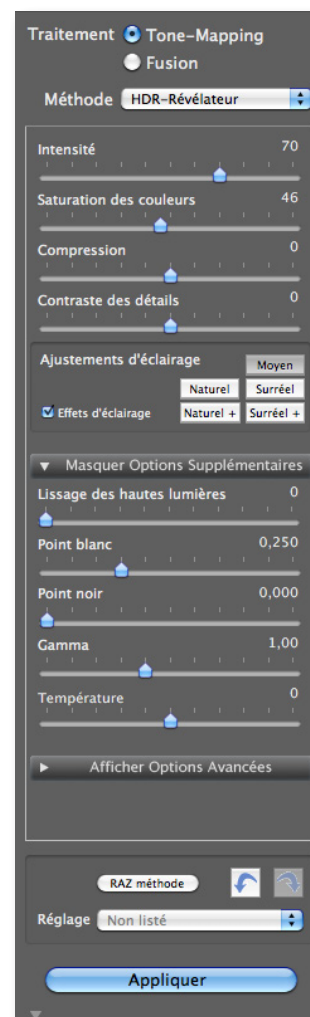 Traitement Tone-Mapping
Fusion
Méthode HDR-Révélateur
Intensité 70
Saturation des couleurs 46
Compression 0
Contraste des détails 0
Ajustements d'éclairage Moyen
Naturel Surréel
Effets d'éclairage Naturel + Surréel +
Masquer Options Supplémentaires
Lissage des hautes lumières 0
Point blanc 0,250
Point noir 0,000
Gamma 1,00
Température 0
Afficher Options Avancées
RAZ méthode
Réglage Non listé
Appliquer